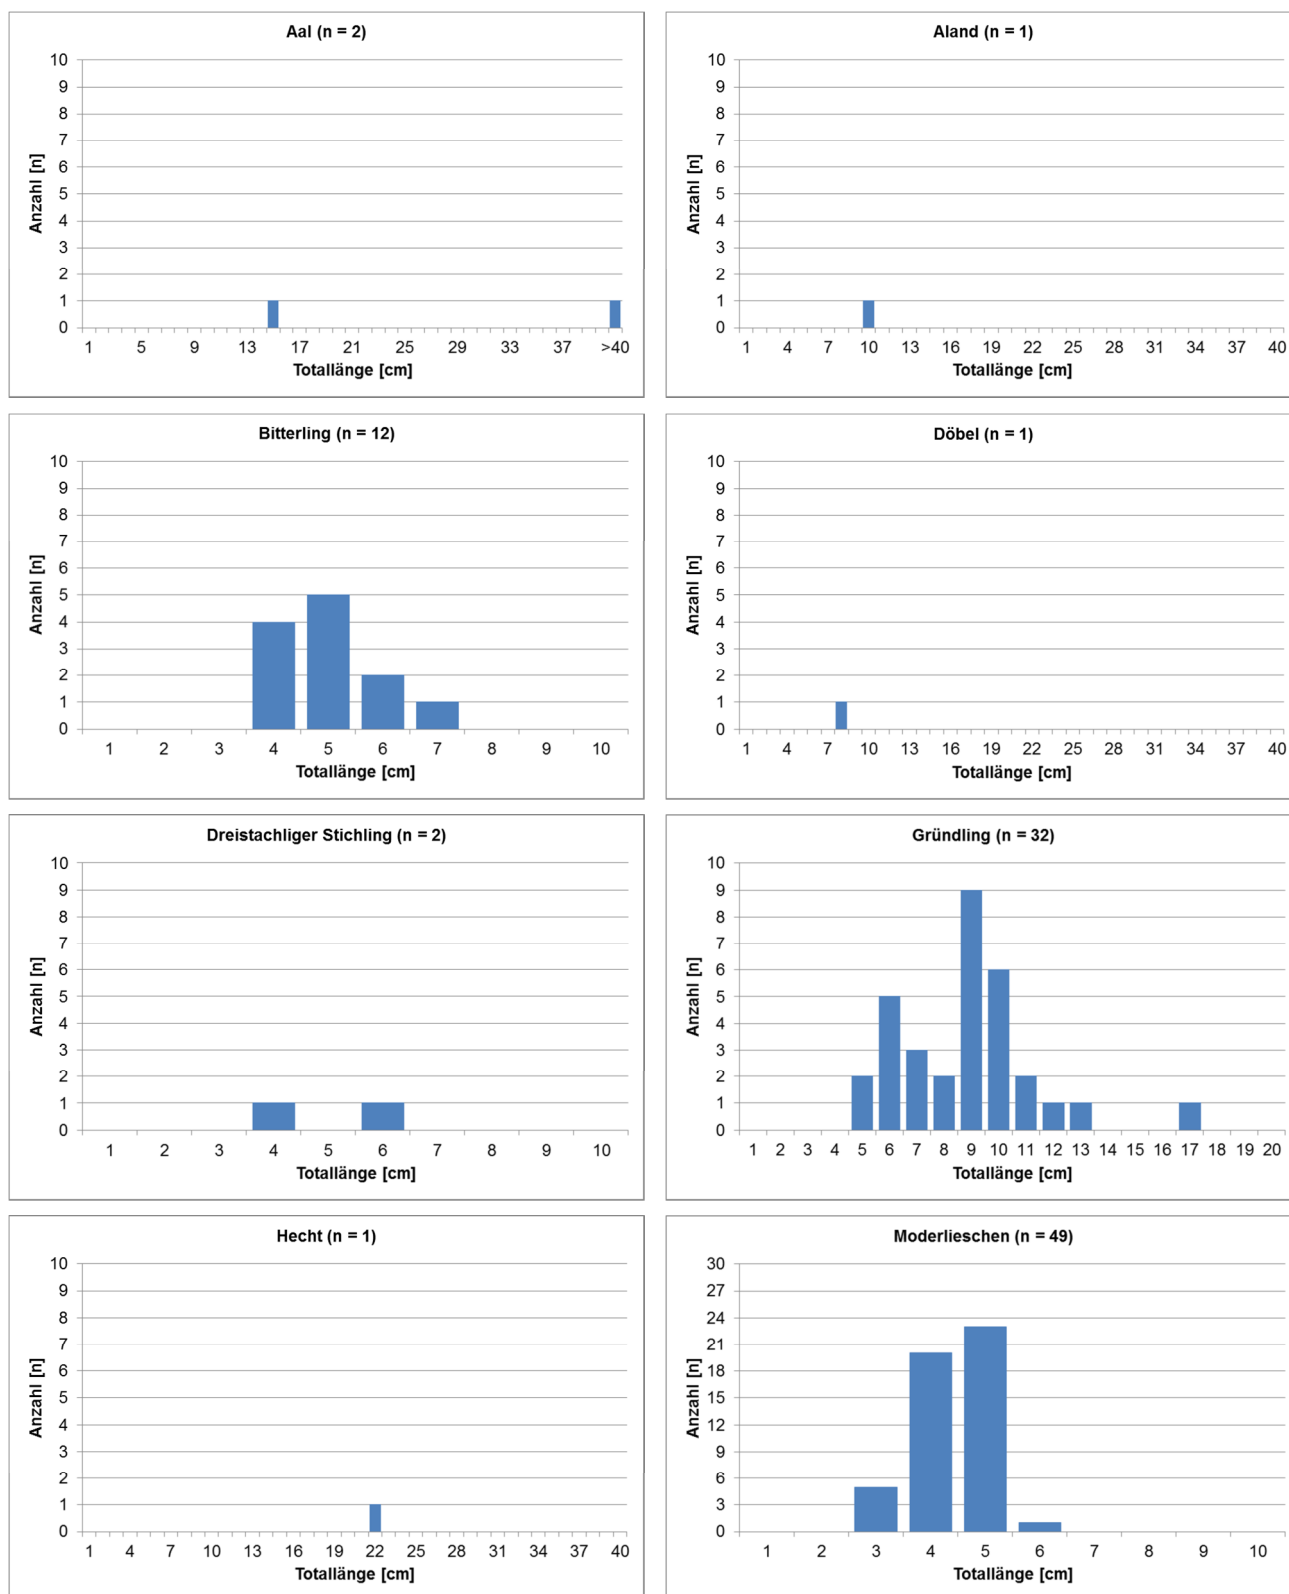 Aal (n = 2)
10
9
8
7
6
5
4
3
2
1
0
Anzahl [n]
1 5 9 13 17 21 25 29 33 37 >40
Totallänge [cm]
Aland (n = 1)
10
9
8
7
6
5
4
3
2
1
0
Anzahl [n]
1 4 7 10 13 16 19 22 25 28 31 34 37 40
Totallänge [cm]
Bitterling (n = 12)
10
9
8
7
6
5
4
3
2
1
0
Anzahl [n]
1 2 3 4 5 6 7 8 9 10
Totallänge [cm]
Döbel (n = 1)
10
9
8
7
6
5
4
3
2
1
0
Anzahl [n]
1 4 7 10 13 16 19 22 25 28 31 34 37 40
Totallänge [cm]
Dreistachliger Stichling (n = 2)
10
9
8
7
6
5
4
3
2
1
0
Anzahl [n]
1 2 3 4 5 6 7 8 9 10
Totallänge [cm]
Gründling (n = 32)
10
9
8
7
6
5
4
3
2
1
0
Anzahl [n]
1 2 3 4 5 6 7 8 9 10 11 12 13 14 15 16 17 18 19 20
Totallänge [cm]
Hecht (n = 1)
10
9
8
7
6
5
4
3
2
1
0
Anzahl [n]
1 4 7 10 13 16 19 22 25 28 31 34 37 40
Totallänge [cm]
Moderlieschen (n = 49)
30
27
24
21
18
15
12
9
6
3
0
Anzahl [n]
1 2 3 4 5 6 7 8 9 10
Totallänge [cm]